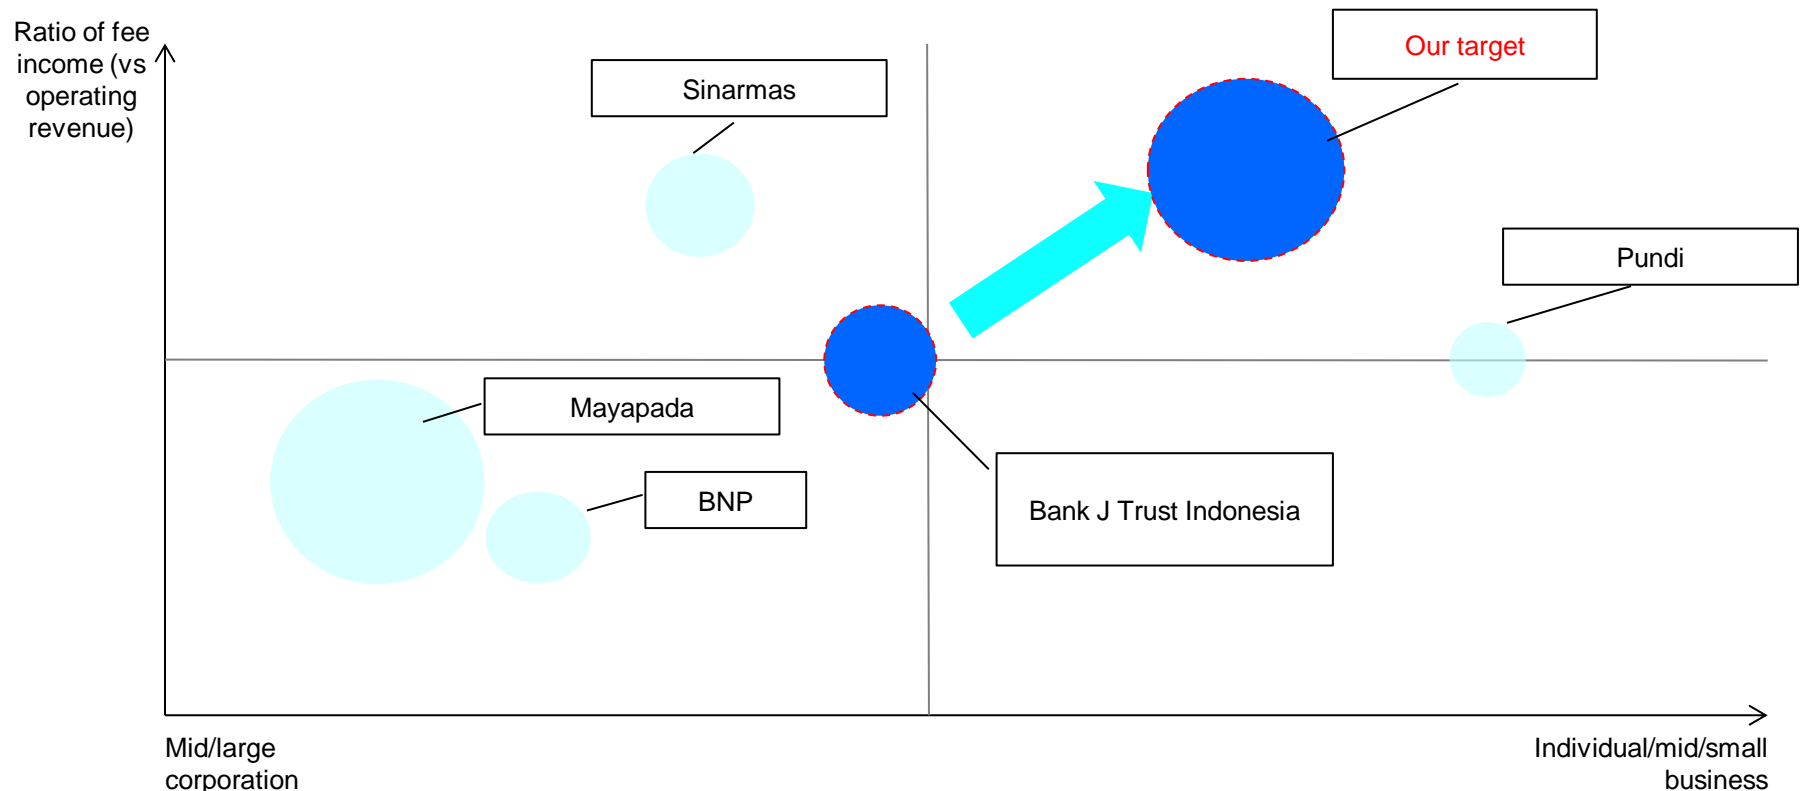 Ratio of fee
income (vs
operating
revenue)
Our target
Sinarmas
Pundi
Mayapada
BNP
Bank J Trust Indonesia
Mid/large
corporation
Individual/mid/small
business